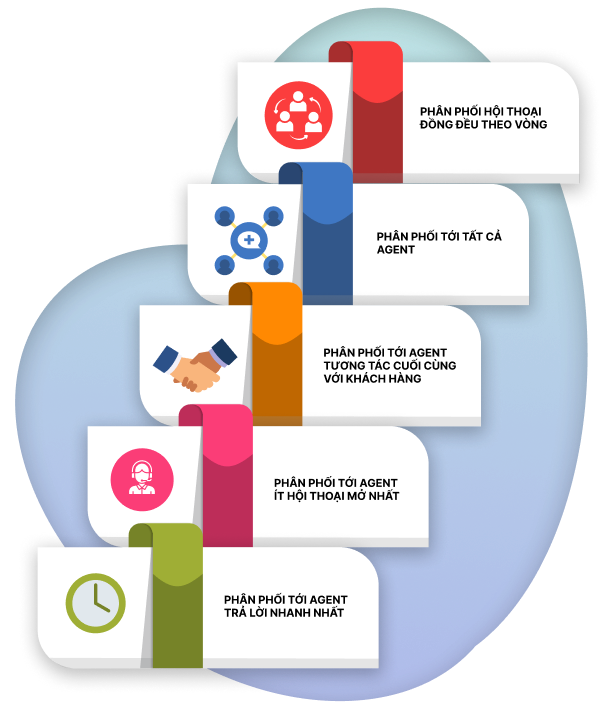 PHÂN PHỐI HỘI THOẠI
ĐỒNG ĐỀU THEO VÒNG
PHÂN PHỐI TỚI TẤT CẢ
AGENT
PHÂN PHỐI TỚI AGENT
TƯƠNG TÁC CUỐI CÙNG
VỚI KHÁCH HÀNG
PHÂN PHỐI TỚI AGENT
ÍT HỘI THOẠI MỞ NHẤT
PHÂN PHỐI TỚI AGENT
TRẢ LỜI NHANH NHẤT